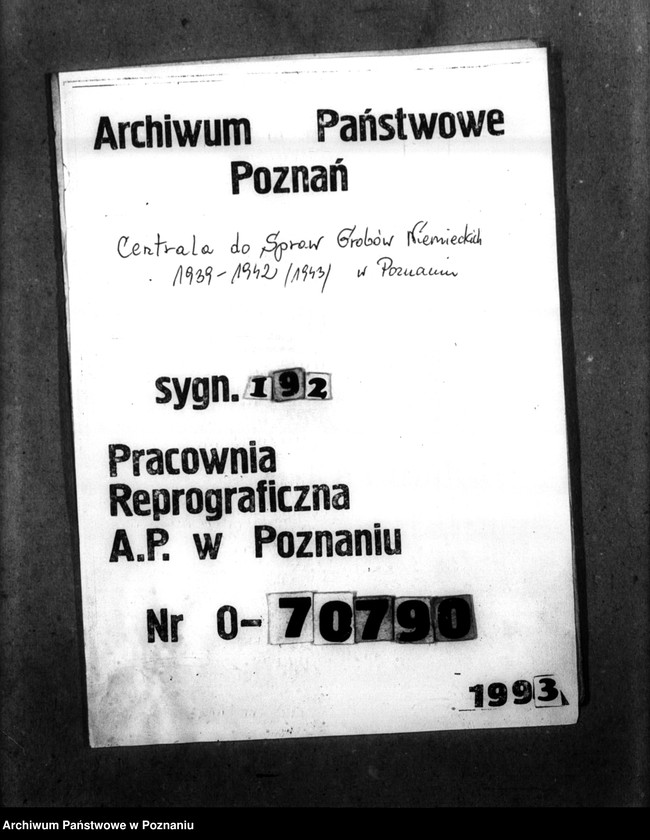 Archiwum Państwowe
Poznań
Centrala do Spraw Grobów Niemieckich
1939-1942/1943/ w Poznaniu
sygn. 192
Pracownia
Reprograficzna
A.P. w Poznaniu
Nr O-70790
1993
Archiwum Państwowe w Poznaniu